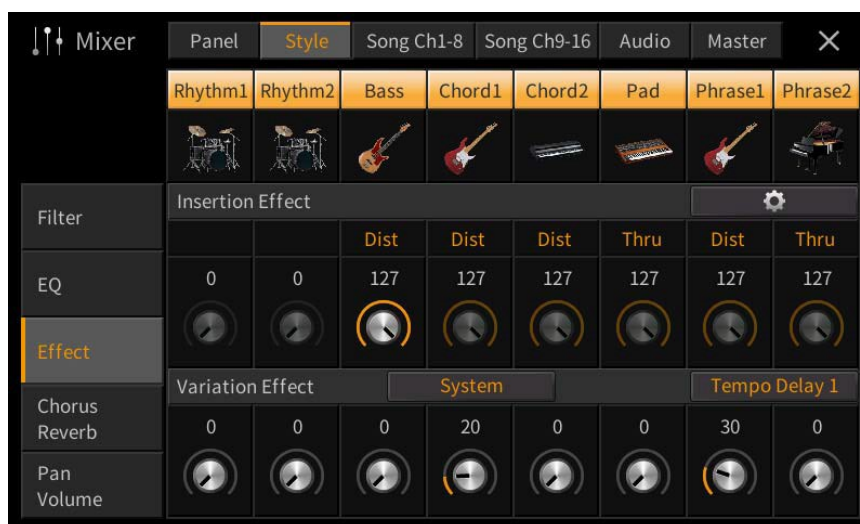 Mixer
Panel Style Song Ch1-8 Song Ch9-16 Audio Master
Rhythm1 Rhythm2 Bass Chord1 Chord2 Pad Phrase1 Phrase2
Filter
Insertion Effect
Dist Dist Dist Thru Dist Thru
EQ
0 0 127 127 127 127 127 127
Effect
Variation Effect System Tempo Delay 1
Chorus
Reverb
0 0 0 20 0 0 30 0
Pan
Volume